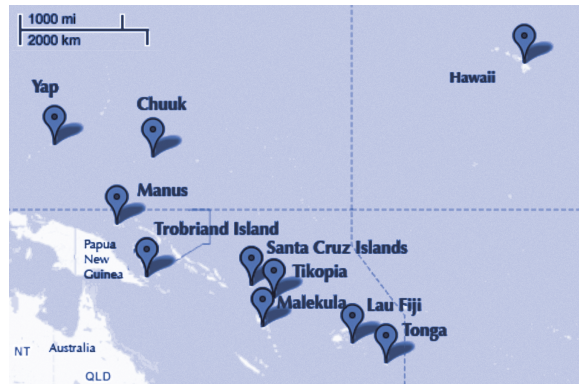 1000 mi
2000 km
Hawaii
Yap
Chuuk
Manus
Trobriand Island
Papua
New
Guinea
Santa Cruz Islands
Tikopia
Malekula
Lau Fiji
Tonga
NT
Australia
QLD